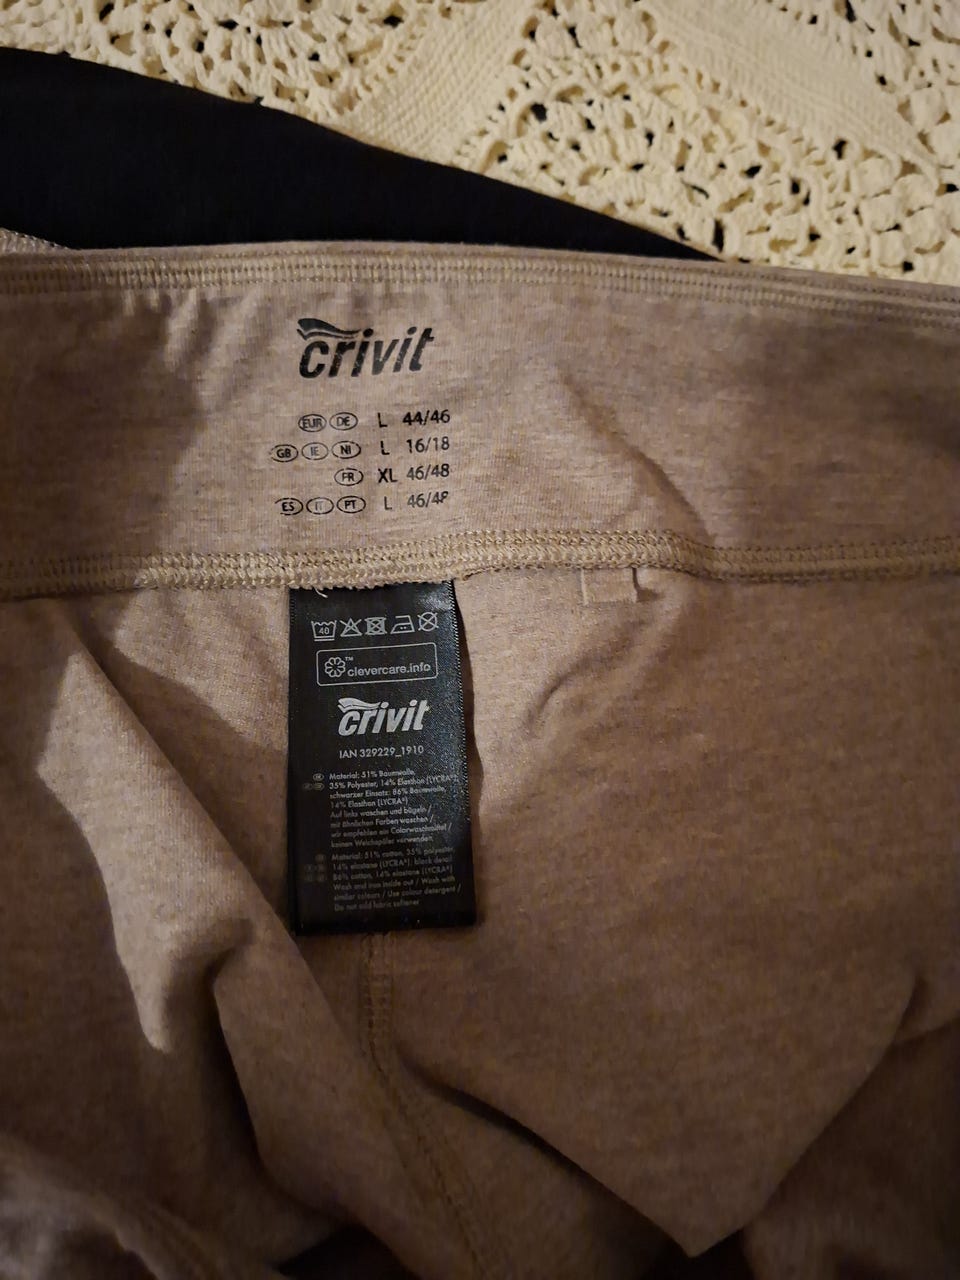 crivit
EUR DE L 44/46
GB IE NI L 16/18
FR XL 46/48
ES IT PT L 46/48
40
clevercare.info
TM
crivit
IAN 329229_1910
Material: 51% Baumwolle,
35% Polyester, 14% Elasthan (LYCRA®);
schwarzer Einsatz: 86% Baumwolle,
14% Elasthan (LYCRA®)
Auf links waschen und bügeln /
mit ähnlichen Farben waschen /
wir empfehlen ein Colorwaschmittel /
keinen Weichspüler verwenden
Material: 51% cotton, 35% polyester,
14% elastane (LYCRA®); black detail
86% cotton, 14% elastane (LYCRA®)
Wash and iron inside out / Wash with
similar colours / Use colour detergent /
Do not add fabric softener